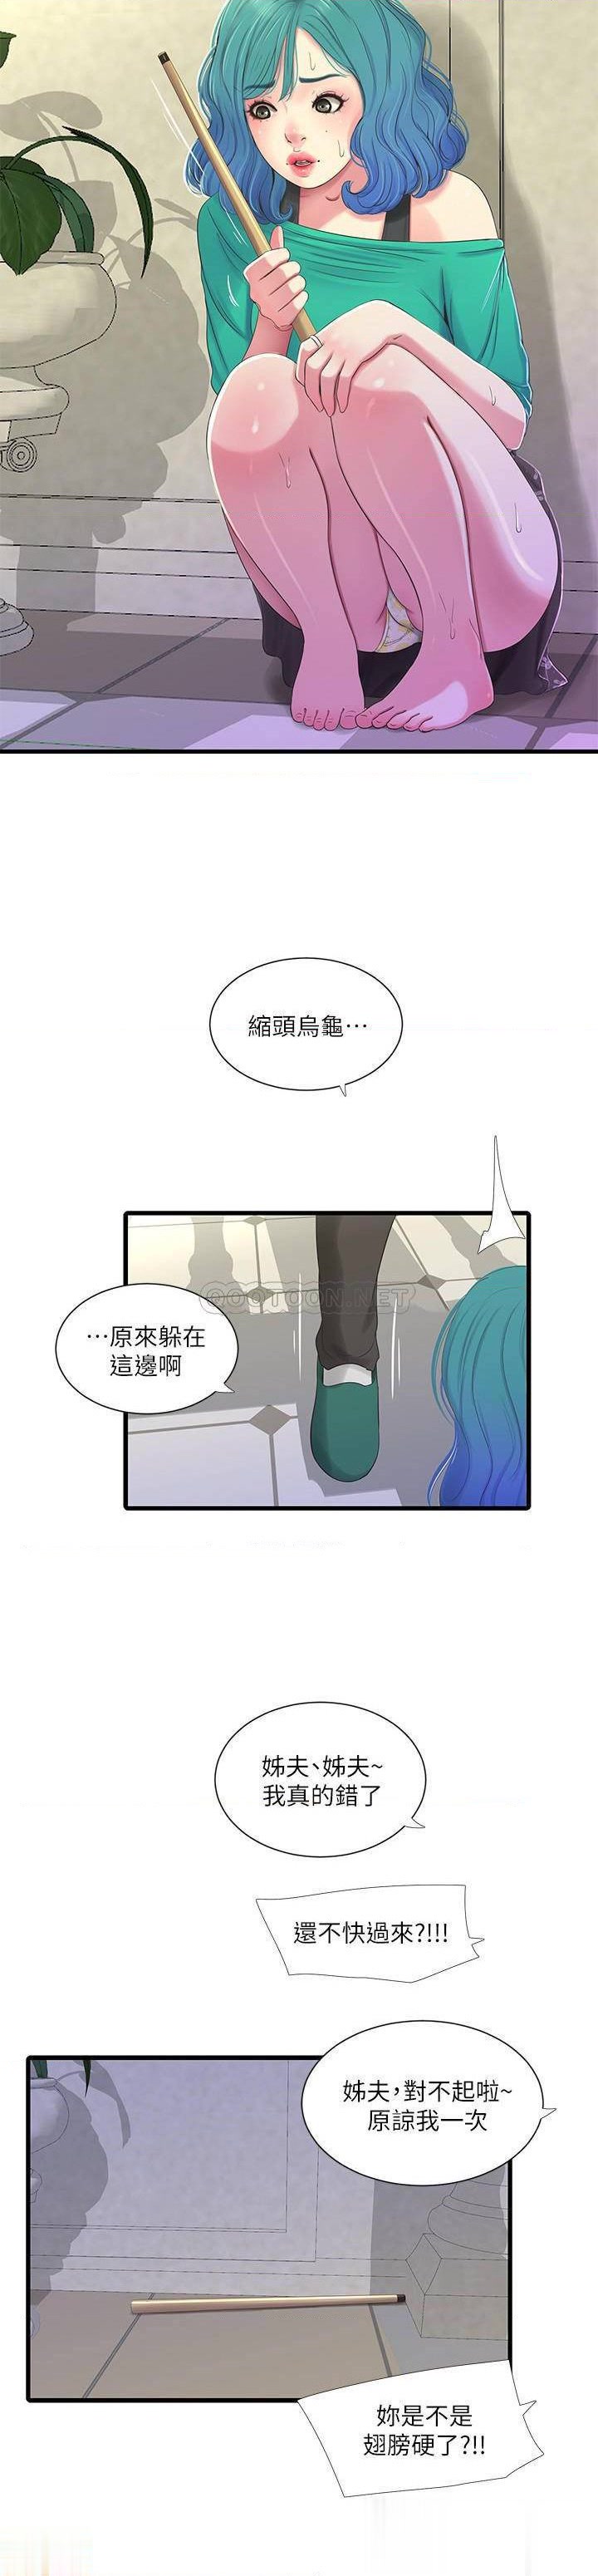 縮頭烏龜…
…原來躲在
這邊啊
姊夫、姊夫~
我真的錯了
還不快過來?!!!
姊夫，對不起啦~
原諒我一次
妳是不是
翅膀硬了?!!